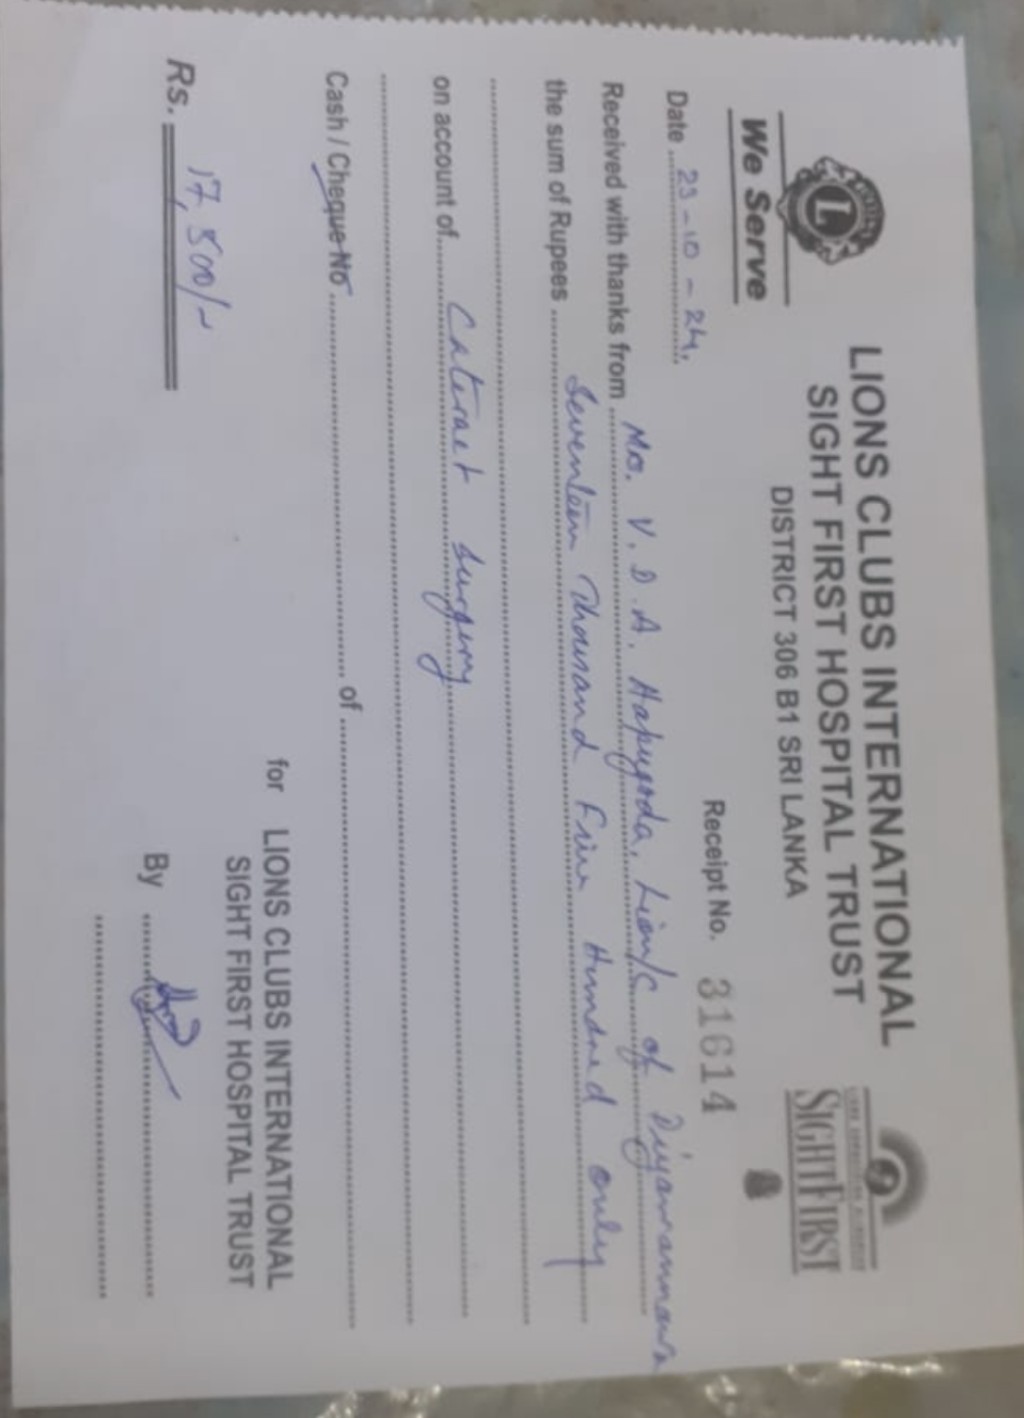 LIONS CLUBS INTERNATIONAL
SIGHT FIRST HOSPITAL TRUST
DISTRICT 306 B1 SRI LANKA
We Serve
SIGHTFIRST
Receipt No. 31614
Date ........ 23-10-24.
Received with thanks from V. D. A. Hapugoda, Lion/s of Diyawannawa
the sum of Rupees Seventeen Thousand Five Hundred only
on account of Cateract Surgery
Cash / Cheque No ........ of ........
for LIONS CLUBS INTERNATIONAL
SIGHT FIRST HOSPITAL TRUST
Rs. 17,500/-
By ........